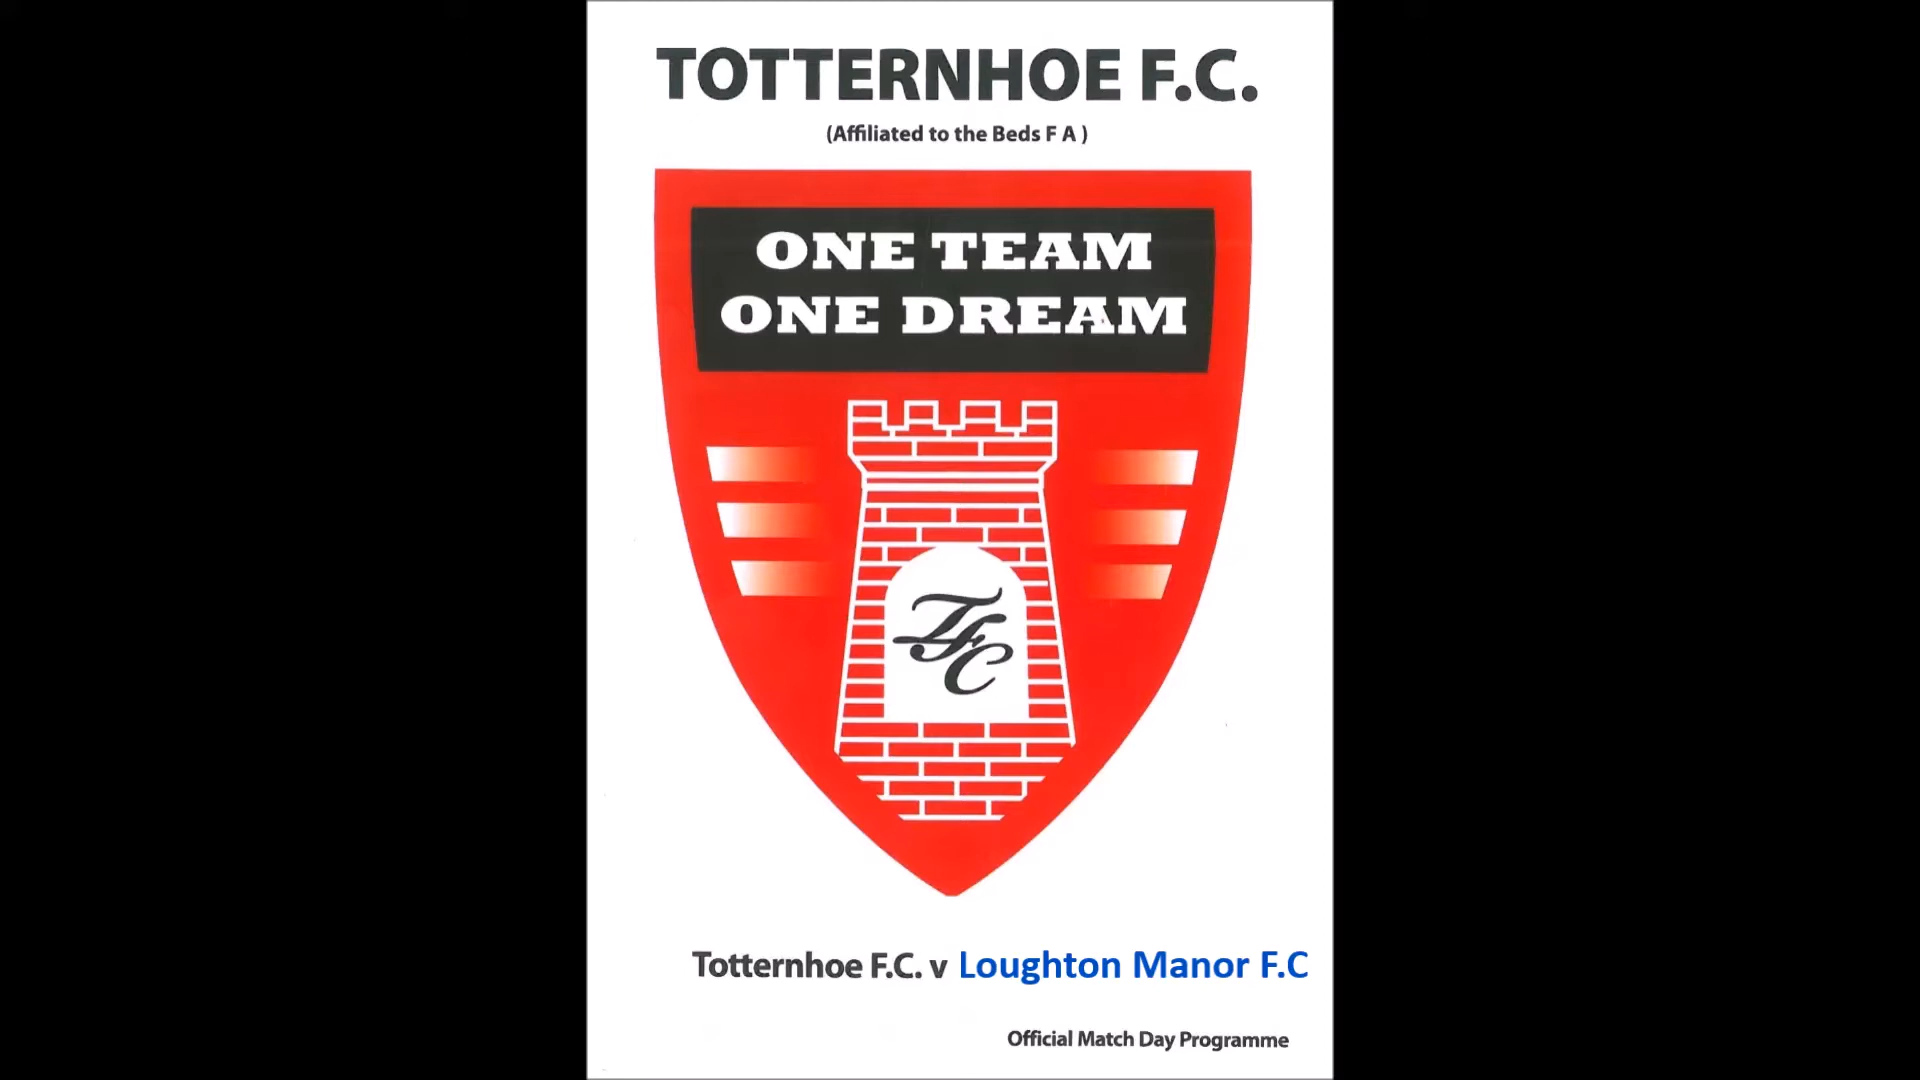 TOTTERNHOE F.C.
(Affiliated to the Beds F A )
ONE TEAM
ONE DREAM
TFC
Totternhoe F.C. v Loughton Manor F.C
Official Match Day Programme